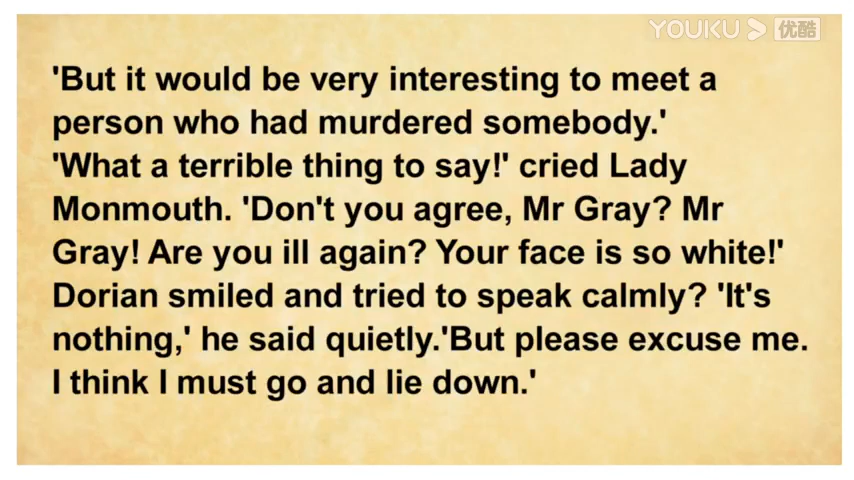 YOUKU 优酷
'But it would be very interesting to meet a
person who had murdered somebody.'
'What a terrible thing to say!' cried Lady
Monmouth. 'Don't you agree, Mr Gray? Mr
Gray! Are you ill again? Your face is so white!'
Dorian smiled and tried to speak calmly? 'It's
nothing,' he said quietly.'But please excuse me.
I think I must go and lie down.'